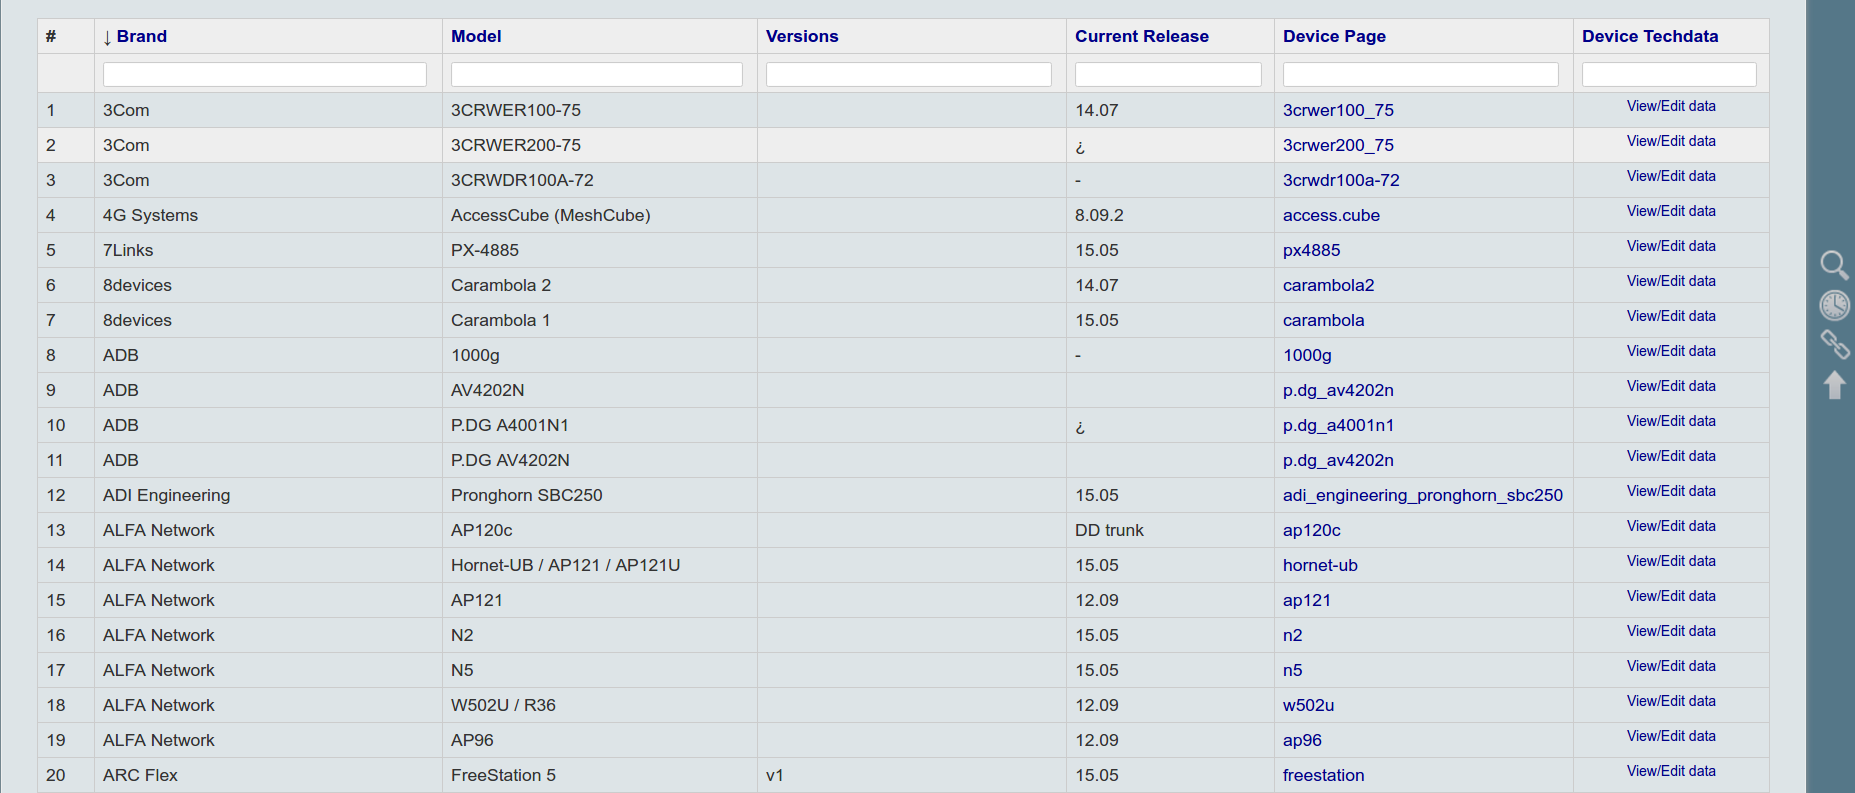 # ↓ Brand Model Versions Current Release Device Page Device Techdata
1 3Com 3CRWER100-75 14.07 3crwer100_75 View/Edit data
2 3Com 3CRWER200-75 ¿ 3crwer200_75 View/Edit data
3 3Com 3CRWDR100A-72 - 3crwdr100a-72 View/Edit data
4 4G Systems AccessCube (MeshCube) 8.09.2 access.cube View/Edit data
5 7Links PX-4885 15.05 px4885 View/Edit data
6 8devices Carambola 2 14.07 carambola2 View/Edit data
7 8devices Carambola 1 15.05 carambola View/Edit data
8 ADB 1000g - 1000g View/Edit data
9 ADB AV4202N p.dg_av4202n View/Edit data
10 ADB P.DG A4001N1 ¿ p.dg_a4001n1 View/Edit data
11 ADB P.DG AV4202N p.dg_av4202n View/Edit data
12 ADI Engineering Pronghorn SBC250 15.05 adi_engineering_pronghorn_sbc250 View/Edit data
13 ALFA Network AP120c DD trunk ap120c View/Edit data
14 ALFA Network Hornet-UB / AP121 / AP121U 15.05 hornet-ub View/Edit data
15 ALFA Network AP121 12.09 ap121 View/Edit data
16 ALFA Network N2 15.05 n2 View/Edit data
17 ALFA Network N5 15.05 n5 View/Edit data
18 ALFA Network W502U / R36 12.09 w502u View/Edit data
19 ALFA Network AP96 12.09 ap96 View/Edit data
20 ARC Flex FreeStation 5 v1 15.05 freestation View/Edit data